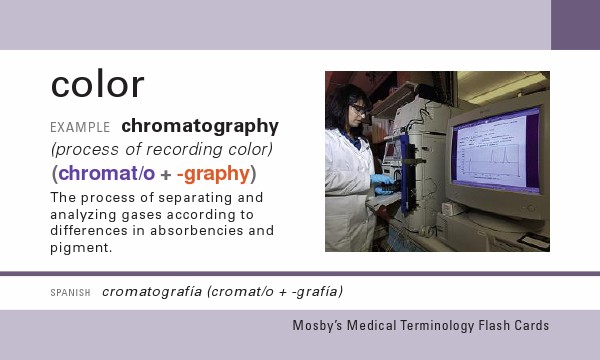 color
EXAMPLE chromatography
(process of recording color)
(chromat/o + -graphy)
The process of separating and
analyzing gases according to
differences in absorbencies and
pigment.
SPANISH cromatografía (cromat/o + -grafía)
Mosby's Medical Terminology Flash Cards